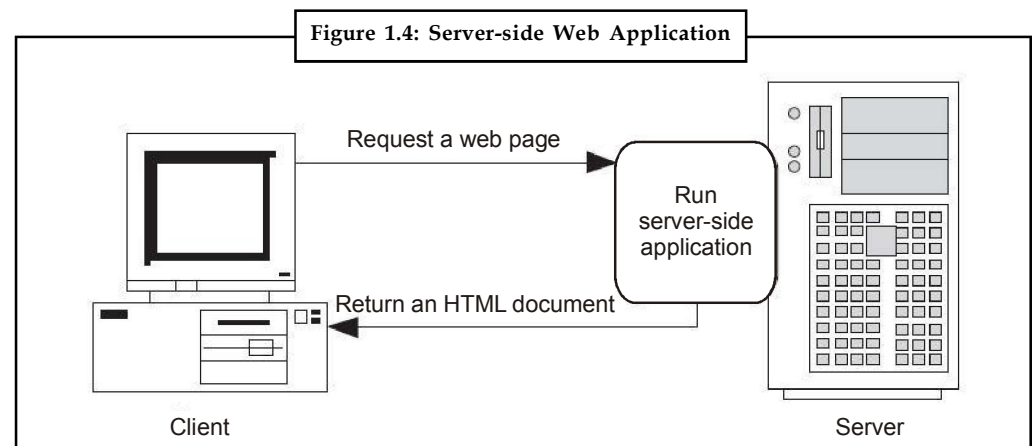 Figure 1.4: Server-side Web Application
Request a web page
Run
server-side
application
Return an HTML document
Client
Server